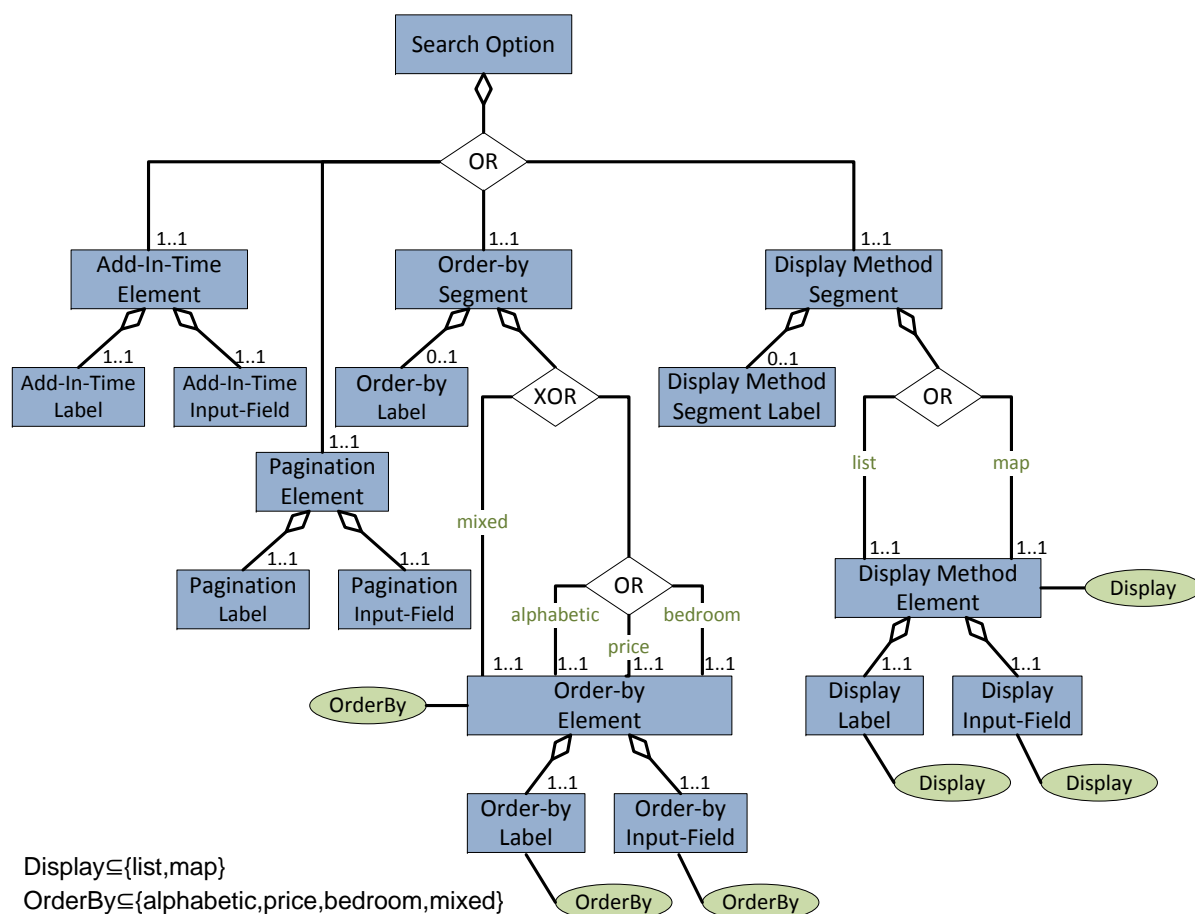 Search Option
OR
1..1
1..1
1..1
Add-In-Time
Element
Order-by
Segment
Display Method
Segment
1..1
1..1
0..1
0..1
Add-In-Time
Label
Add-In-Time
Input-Field
Order-by
Label
XOR
Display Method
Segment Label
OR
1..1
Pagination
Element
list
map
mixed
1..1
1..1
Pagination
Label
Pagination
Input-Field
OR
alphabetic
bedroom
price
1..1
1..1
Display Method
Element
Display
1..1
1..1
1..1
1..1
Order-by
Element
OrderBy
1..1
1..1
Display
Label
Display
Input-Field
Display
Display
1..1
1..1
Order-by
Label
Order-by
Input-Field
OrderBy
OrderBy
Display⊆{list,map}
OrderBy⊆{alphabetic,price,bedroom,mixed}